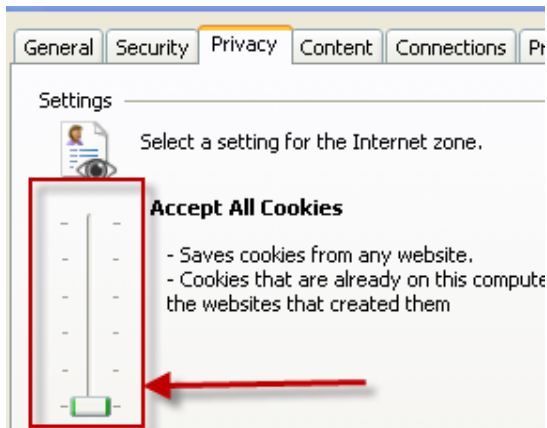 General Security Privacy Content Connections
Settings
Select a setting for the Internet zone.
Accept All Cookies
- Saves cookies from any website.
- Cookies that are already on this compute
the websites that created them